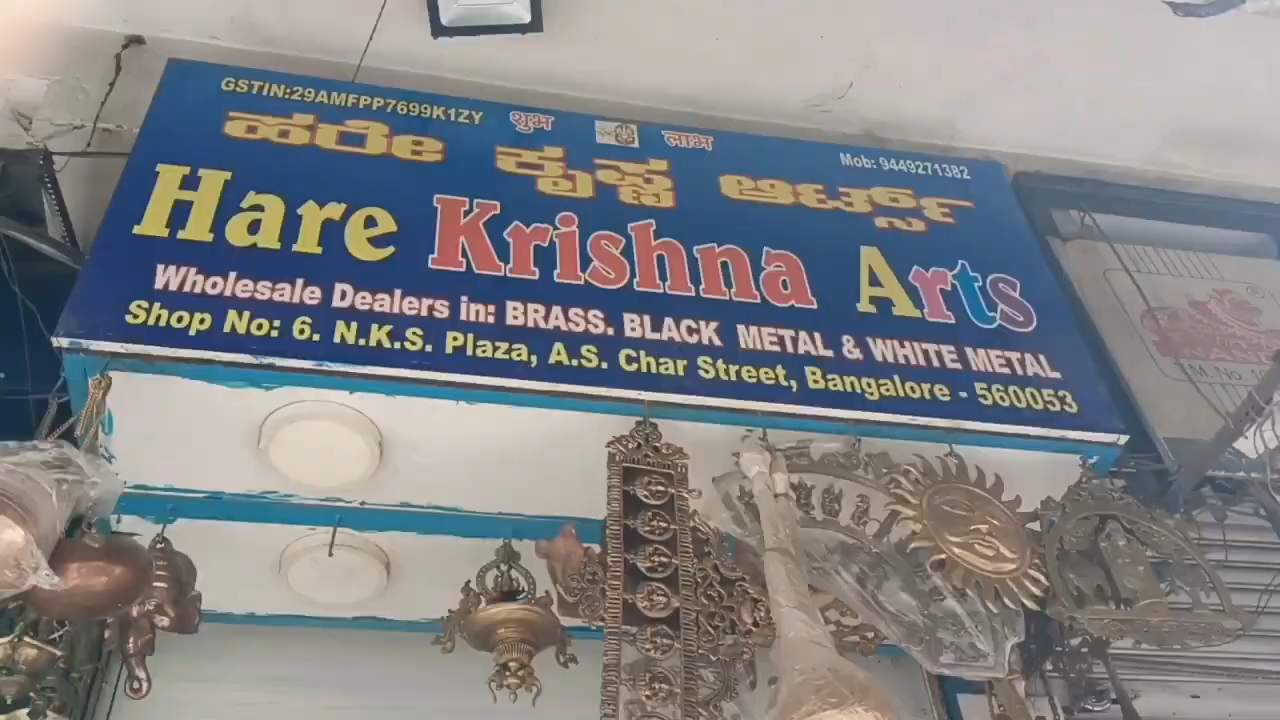 GSTIN:29AMFPP7699K1ZY शुभ लाभ Mob: 9449271382
ಹರೇ ಕೃಷ್ಣ ಆರ್ಟ್ಸ್
Hare Krishna Arts
Wholesale Dealers in: BRASS. BLACK METAL & WHITE METAL
Shop No: 6. N.K.S. Plaza, A.S. Char Street, Bangalore - 560053